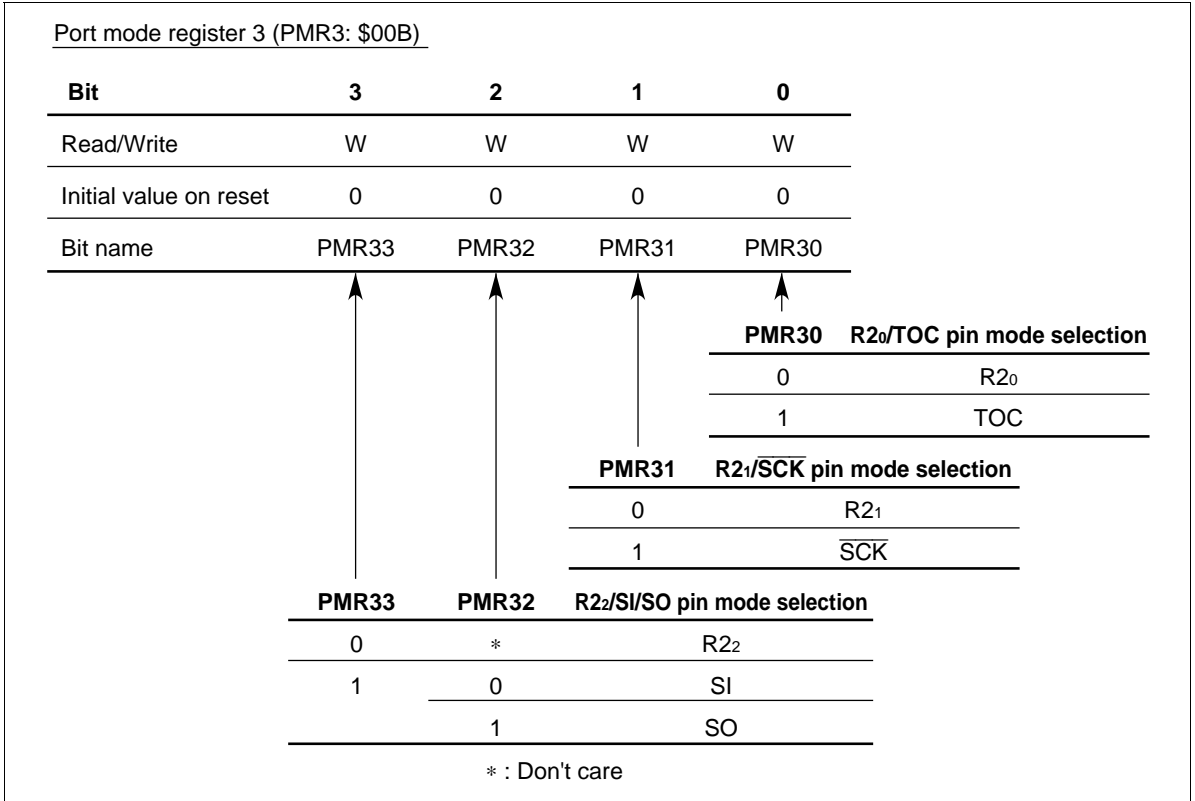 Port mode register 3 (PMR3: $00B)
Bit 3 2 1 0
Read/Write W W W W
Initial value on reset 0 0 0 0
Bit name PMR33 PMR32 PMR31 PMR30
PMR30 R2₀/TOC pin mode selection
0 R2₀
1 TOC
PMR31 R2₁/S̅C̅K̅ pin mode selection
0 R2₁
1 S̅C̅K̅
PMR33 PMR32 R2₂/SI/SO pin mode selection
0 * R2₂
1 0 SI
1 SO
* : Don't care